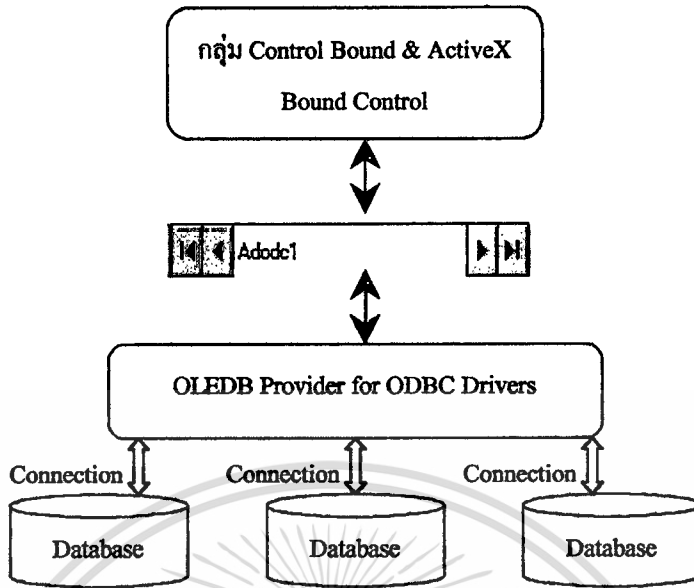 กลุ่ม Control Bound & ActiveX
Bound Control
Adodc1
OLEDB Provider for ODBC Drivers
Connection Connection Connection
Database Database Database